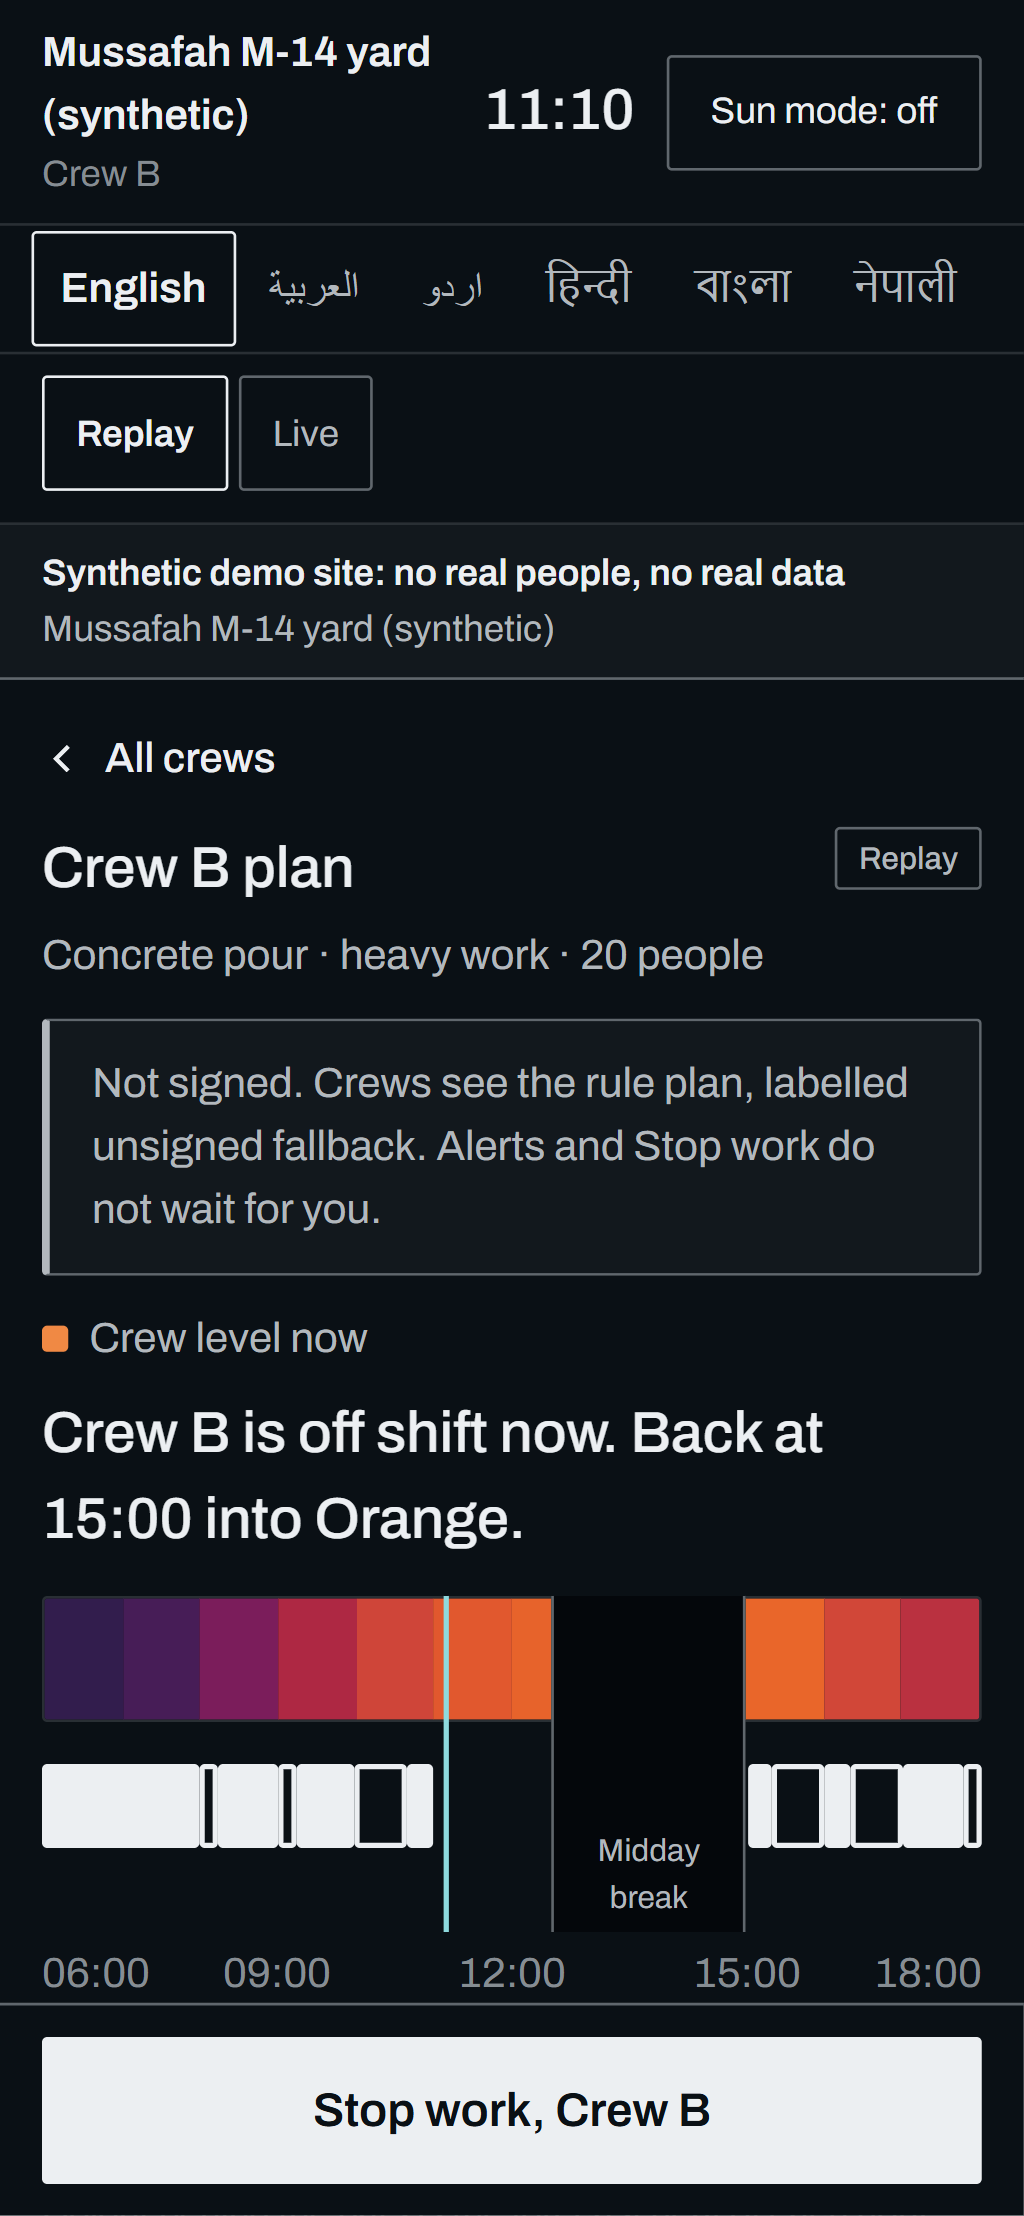 Mussafah M-14 yard
(synthetic)
Crew B
11:10
Sun mode: off
English
العربية
اردو
हिन्दी
বাংলা
नेपाली
Replay
Live
Synthetic demo site: no real people, no real data
Mussafah M-14 yard (synthetic)
All crews
Crew B plan
Replay
Concrete pour · heavy work · 20 people
Not signed. Crews see the rule plan, labelled
unsigned fallback. Alerts and Stop work do
not wait for you.
Crew level now
Crew B is off shift now. Back at
15:00 into Orange.
Midday
break
06:00
09:00
12:00
15:00
18:00
Stop work, Crew B